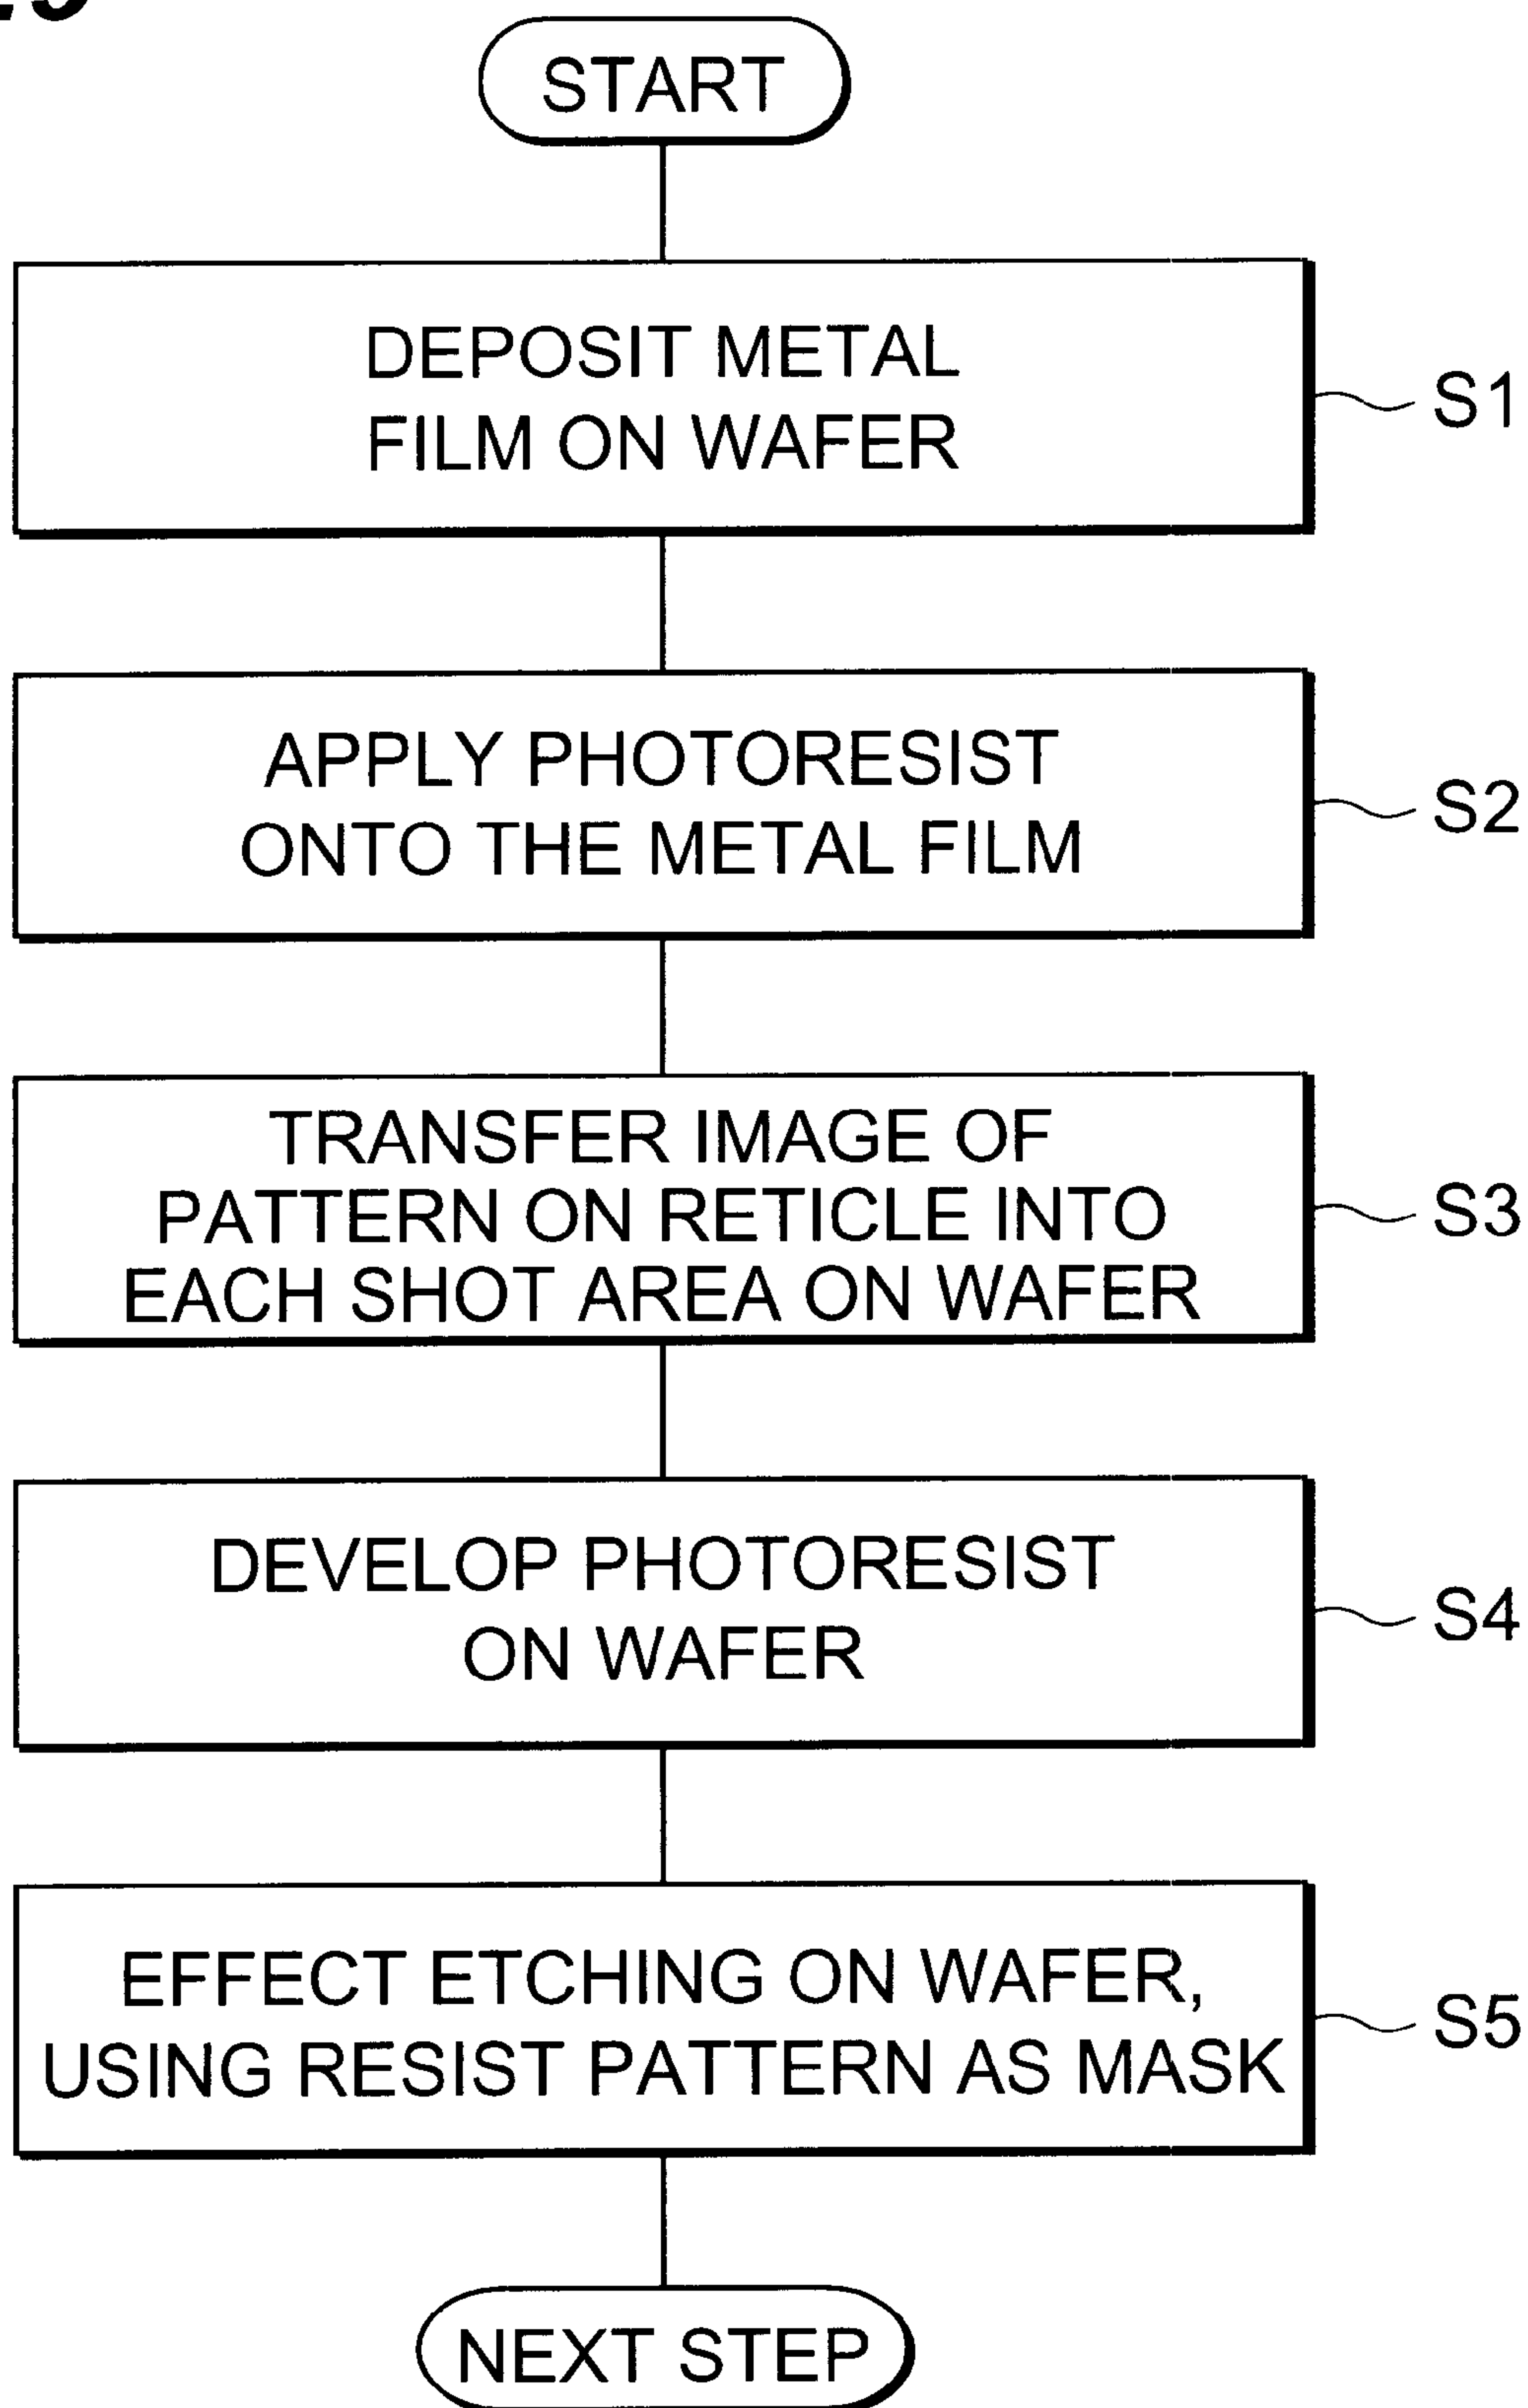 START
DEPOSIT METAL
FILM ON WAFER
S1
APPLY PHOTORESIST
ONTO THE METAL FILM
S2
TRANSFER IMAGE OF
PATTERN ON RETICLE INTO
EACH SHOT AREA ON WAFER
S3
DEVELOP PHOTORESIST
ON WAFER
S4
EFFECT ETCHING ON WAFER,
USING RESIST PATTERN AS MASK
S5
NEXT STEP